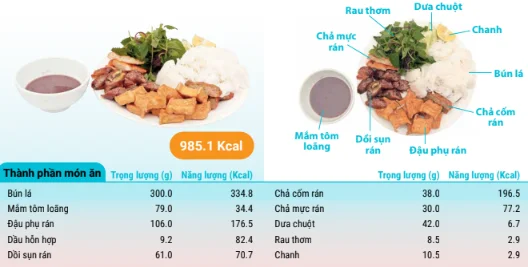 985.1 Kcal
Rau thơm
Dưa chuột
Chanh
Chả mực
rán
Bún lá
Chả cốm
rán
Mắm tôm
loãng
Dồi sụn
rán
Đậu phụ rán
Thành phần món ăn Trọng lượng (g) Năng lượng (Kcal)
Bún lá 300.0 334.8
Mắm tôm loãng 79.0 34.4
Đậu phụ rán 106.0 176.5
Dầu hỗn hợp 9.2 82.4
Dồi sụn rán 61.0 70.7
Trọng lượng (g) Năng lượng (Kcal)
Chả cốm rán 38.0 196.5
Chả mực rán 30.0 77.2
Dưa chuột 42.0 6.7
Rau thơm 8.5 2.9
Chanh 10.5 2.9